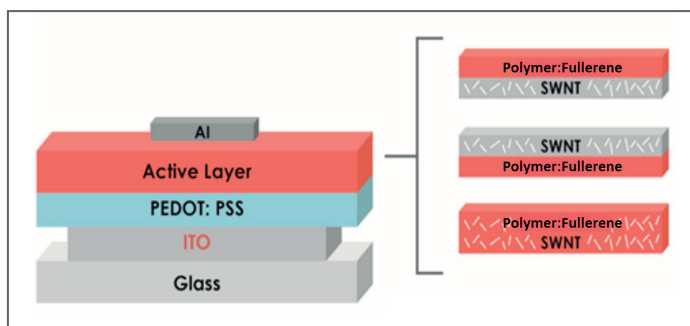 Al
Active Layer
PEDOT: PSS
ITO
Glass
Polymer:Fullerene
SWNT
SWNT
Polymer:Fullerene
Polymer:Fullerene
SWNT